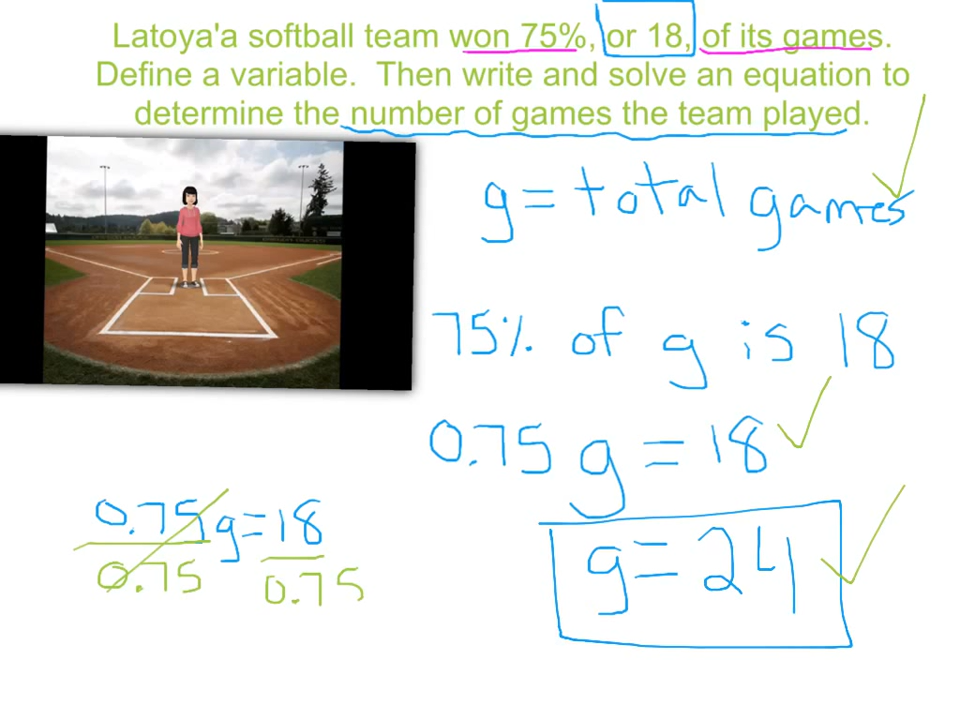 Latoya'a softball team won 75%, or 18, of its games.
Define a variable. Then write and solve an equation to
determine the number of games the team played.
g = total games
75% of g is 18
0.75 g = 18
0.75 g = 18
0.75 0.75
g = 24